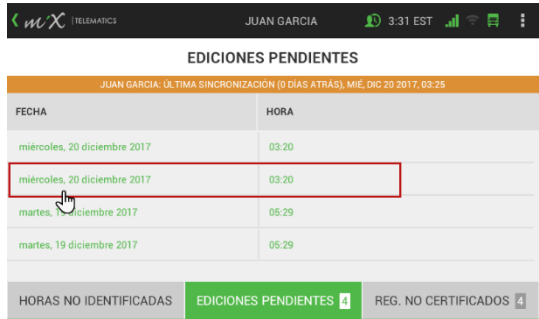 miX TELEMATICS JUAN GARCIA 3:31 EST
EDICIONES PENDIENTES
JUAN GARCIA: ÚLTIMA SINCRONIZACIÓN (0 DÍAS ATRÁS), MIÉ, DIC 20 2017, 03:25
FECHA HORA
miércoles, 20 diciembre 2017 03:20
miércoles, 20 diciembre 2017 03:20
martes, 19 diciembre 2017 05:29
martes, 19 diciembre 2017 05:29
HORAS NO IDENTIFICADAS EDICIONES PENDIENTES 4 REG. NO CERTIFICADOS 4